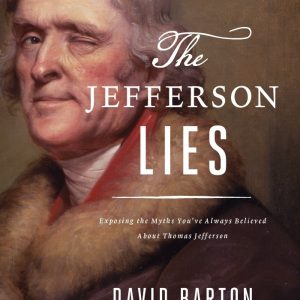 The
JEFFERSON
LIES
Exposing the Myths You've Always Believed
About Thomas Jefferson
DAVID BARTON